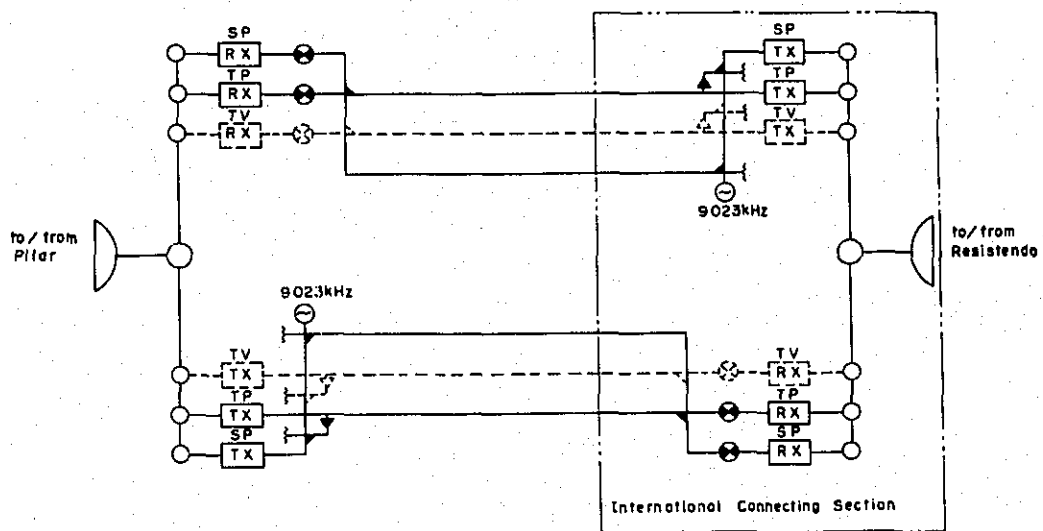 SP
RX
TP
RX
TV
RX
SP
TX
TP
TX
TV
TX
9023kHz
to/from
Pilar
to/from
Resistendo
9023kHz
TV
TX
TP
TX
SP
TX
TV
RX
TP
RX
SP
RX
International Connecting Section